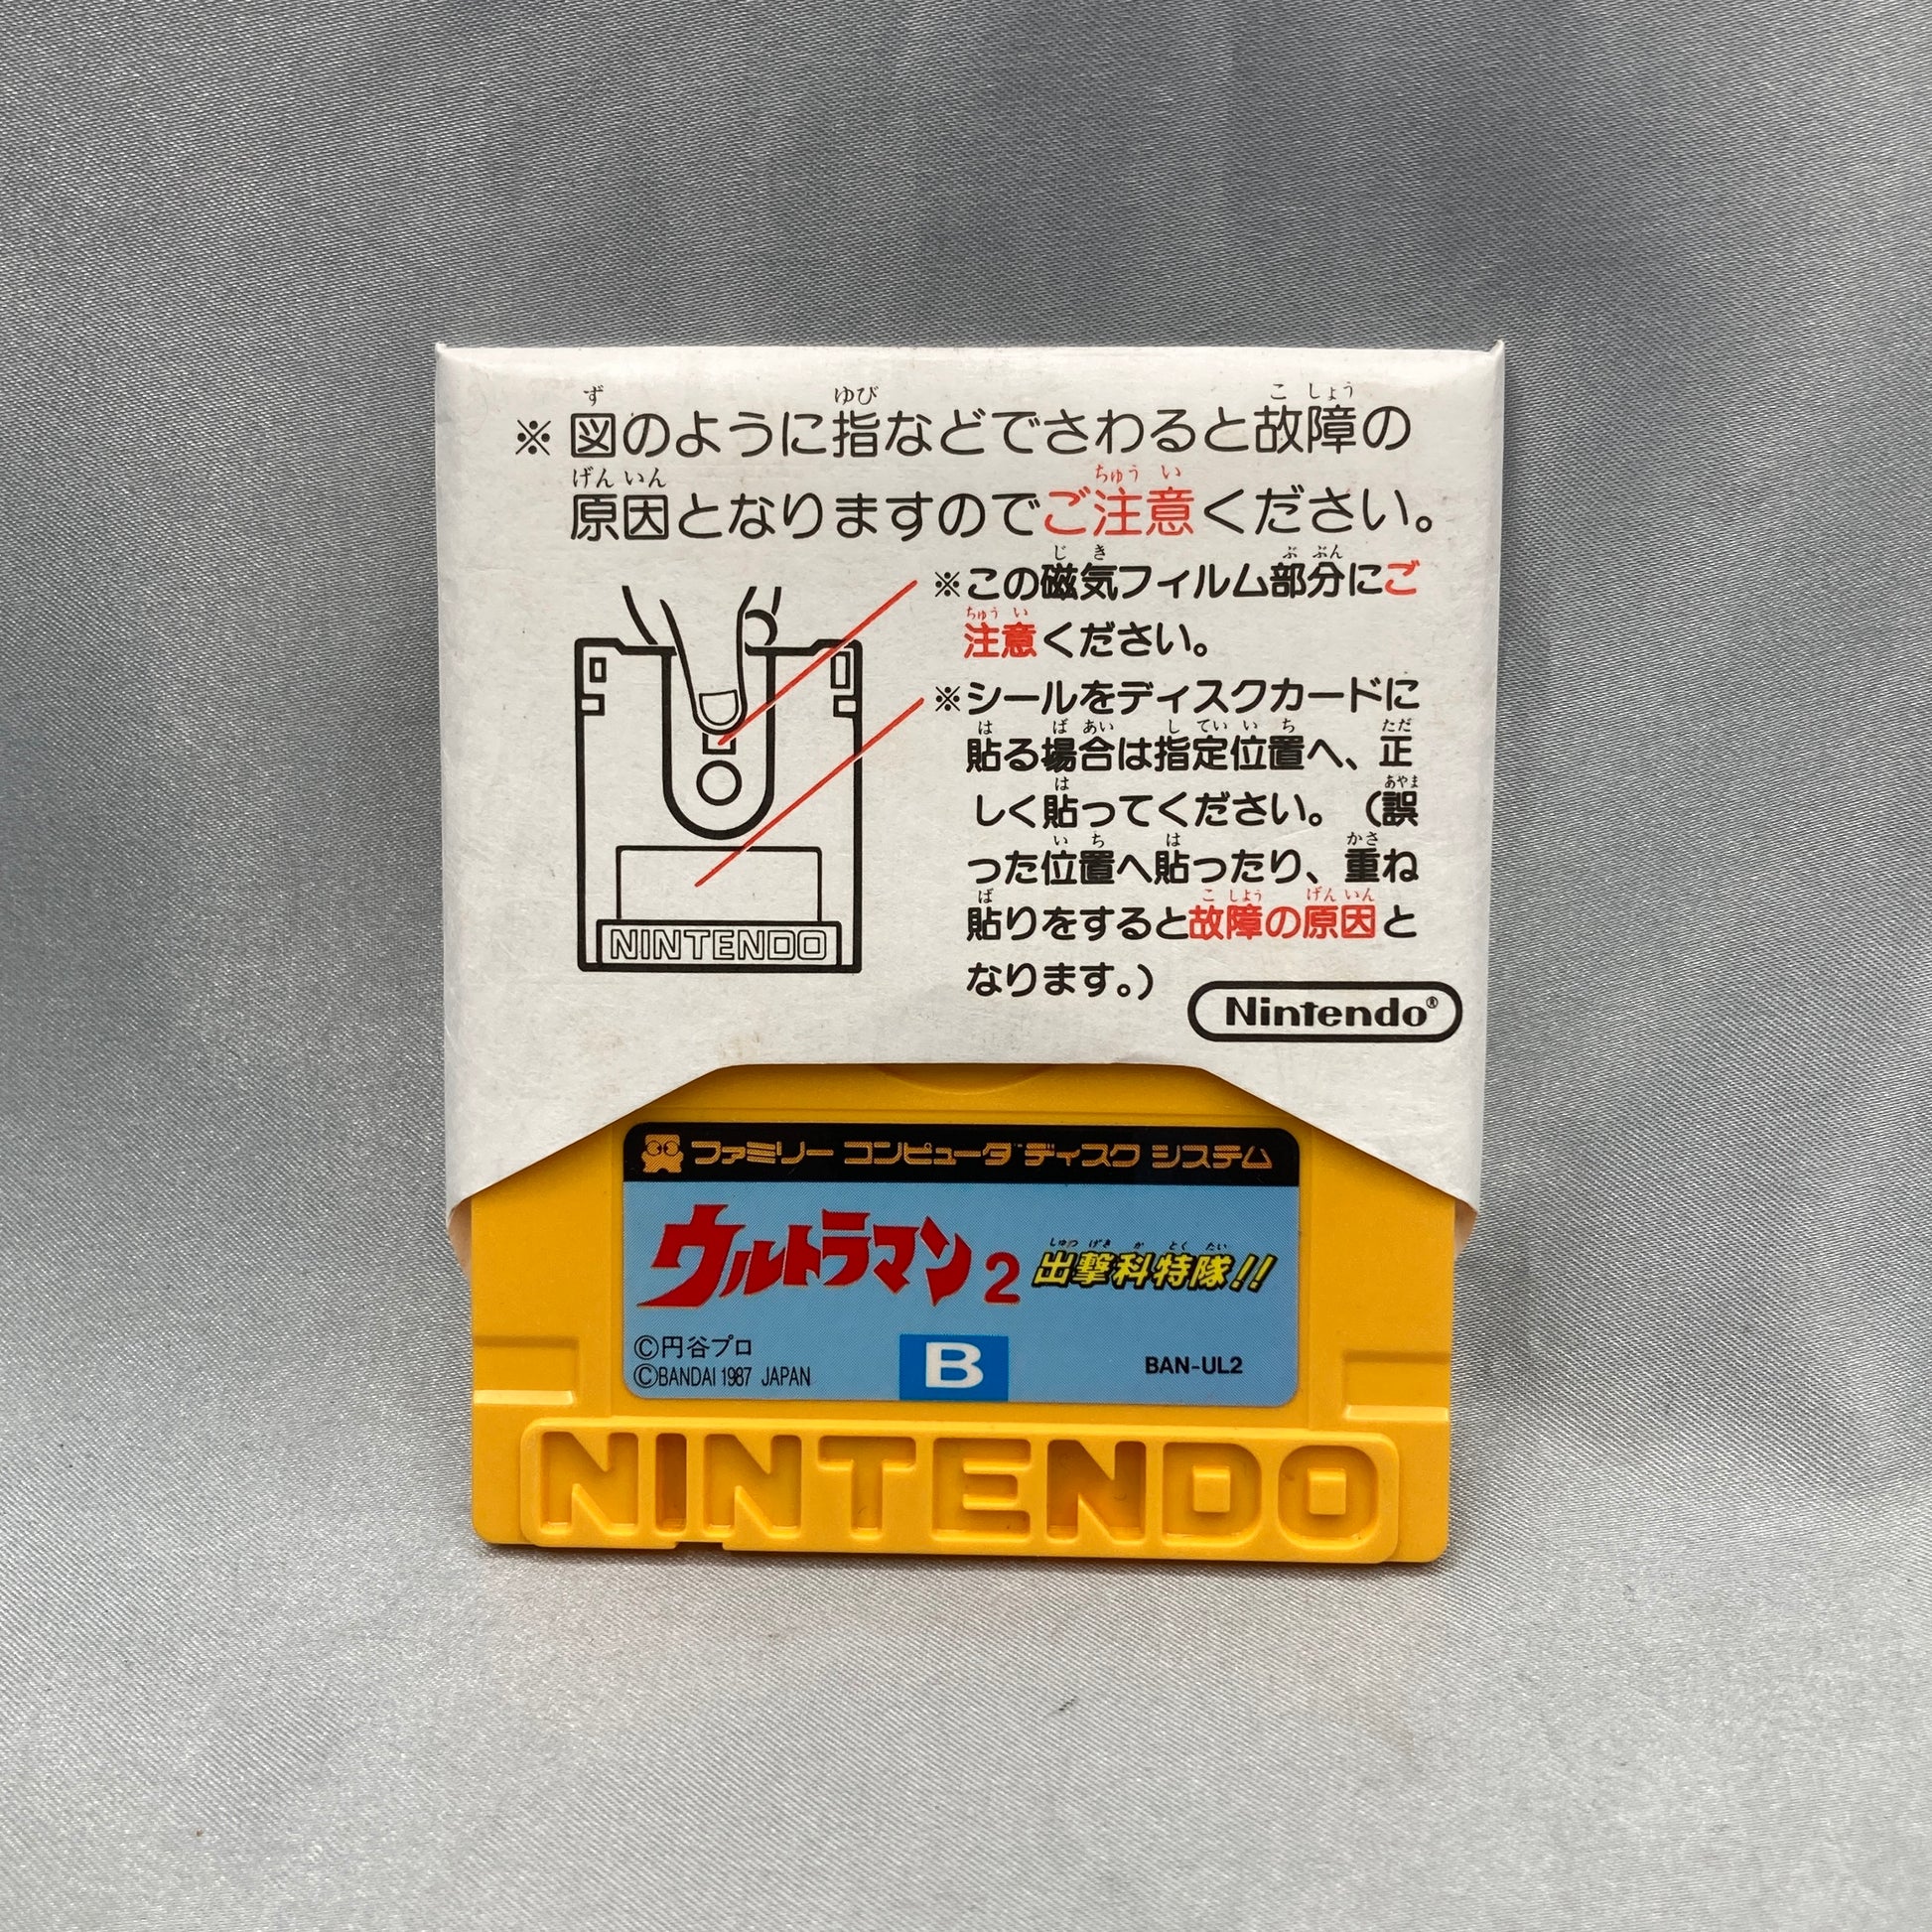 ※図のように指などでさわると故障の
原因となりますのでご注意ください。
※この磁気フィルム部分にご
注意ください。
※シールをディスクカードに
貼る場合は指定位置へ、正
しく貼ってください。（誤
った位置へ貼ったり、重ね
貼りをすると故障の原因と
なります。）
NINTENDO
Nintendo®
ファミリー コンピュータ ディスク システム
ウルトラマン2 出撃科特隊!!
©円谷プロ
©BANDAI 1987 JAPAN
B
BAN-UL2
NINTENDO